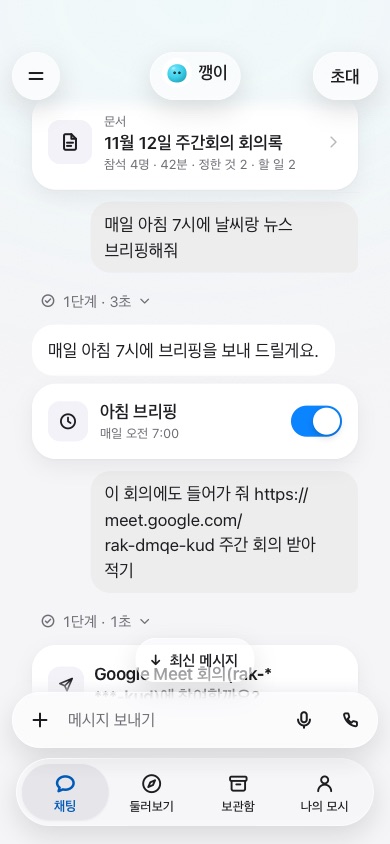 깽이
초대
문서
11월 12일 주간회의 회의록
참석 4명 · 42분 · 정한 것 2 · 할 일 2
매일 아침 7시에 날씨랑 뉴스
브리핑해줘
1단계 · 3초
매일 아침 7시에 브리핑을 보내 드릴게요.
아침 브리핑
매일 오전 7:00
이 회의에도 들어가 줘 https://
meet.google.com/
rak-dmqe-kud 주간 회의 받아
적기
1단계 · 1초
최신 메시지
Google Meet 회의(rak-*
***-kud)에 참여할까요?
메시지 보내기
채팅
둘러보기
보관함
나의 모시